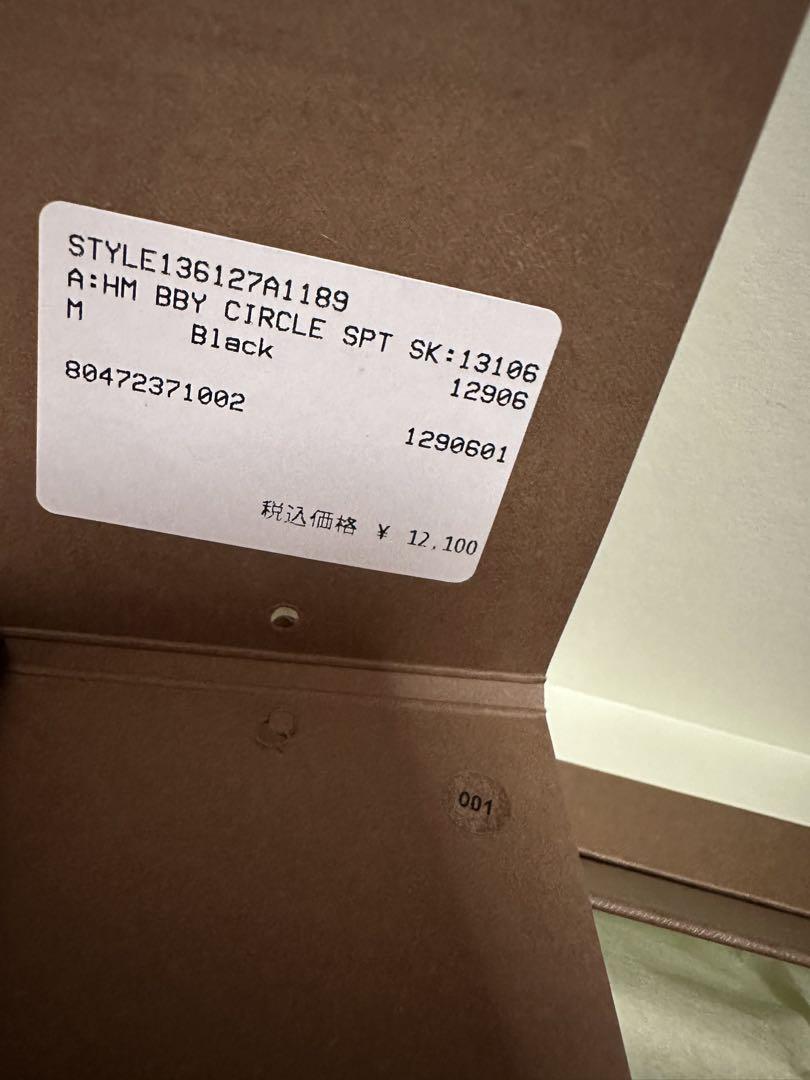 STYLE136127A1189
A:HM BBY CIRCLE SPT SK:13106
M Black 12906
80472371002
1290601
税込価格 ¥ 12,100
001